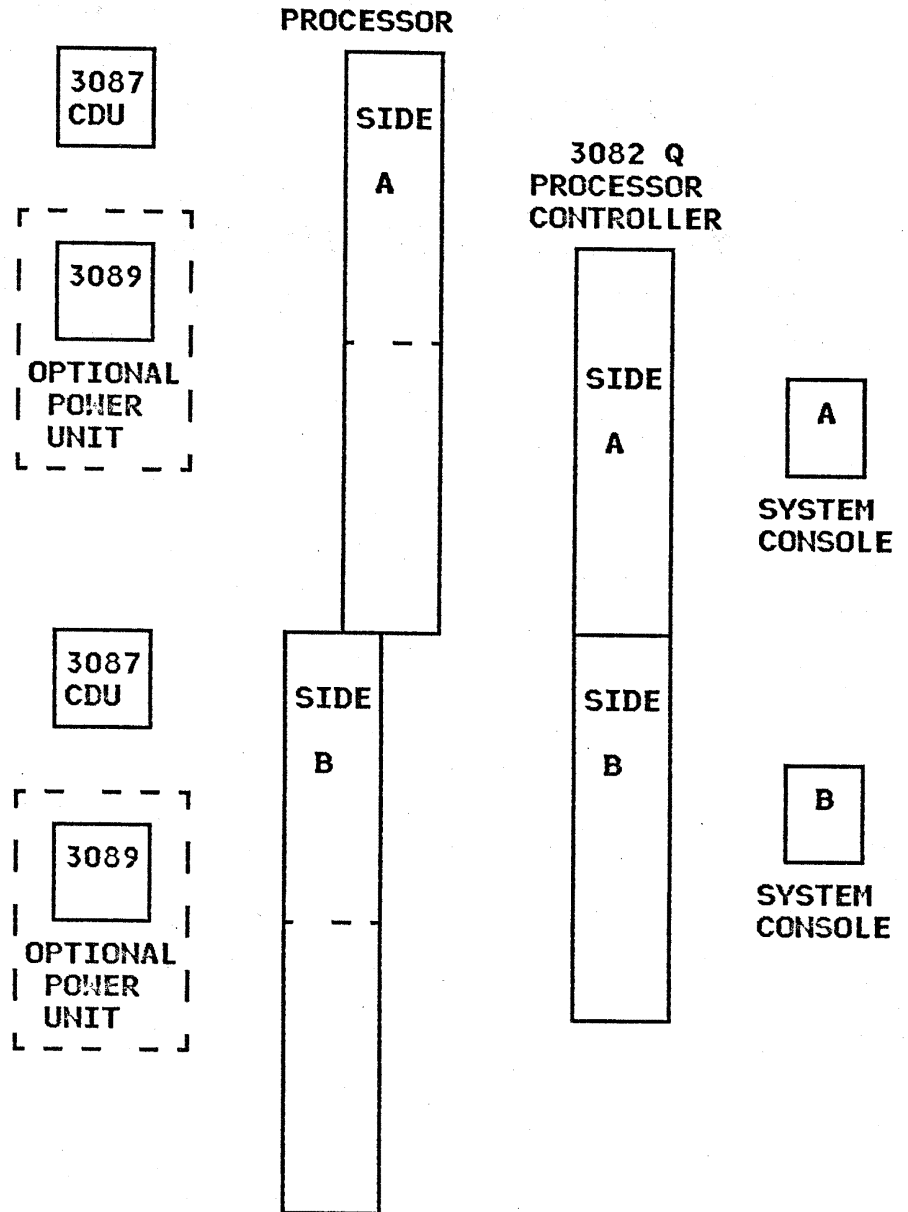 PROCESSOR
3087
CDU
SIDE
A
3082 Q
PROCESSOR
CONTROLLER
3089
OPTIONAL
POWER
UNIT
SIDE
A
A
SYSTEM
CONSOLE
3087
CDU
SIDE
B
SIDE
B
B
SYSTEM
CONSOLE
3089
OPTIONAL
POWER
UNIT